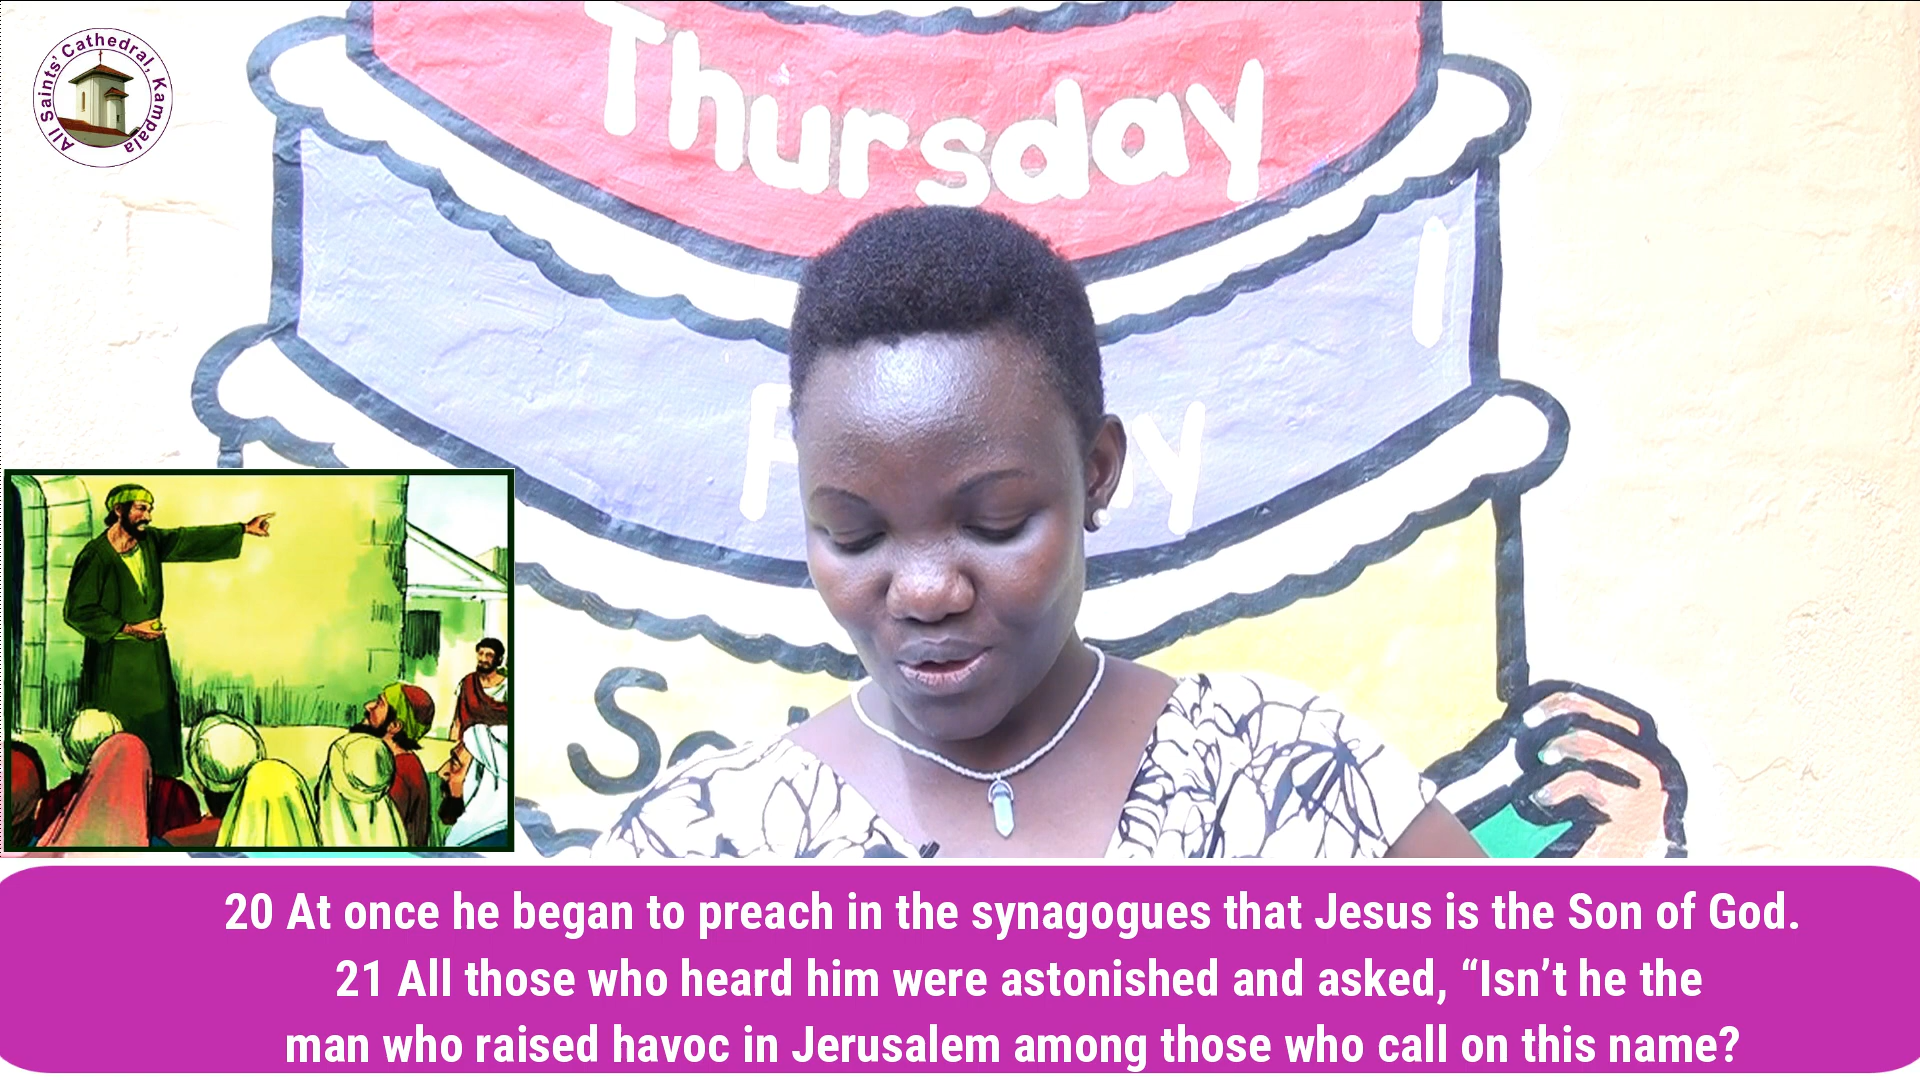 All Saints' Cathedral, Kampala
Thursday
20 At once he began to preach in the synagogues that Jesus is the Son of God.
21 All those who heard him were astonished and asked, “Isn’t he the
man who raised havoc in Jerusalem among those who call on this name?